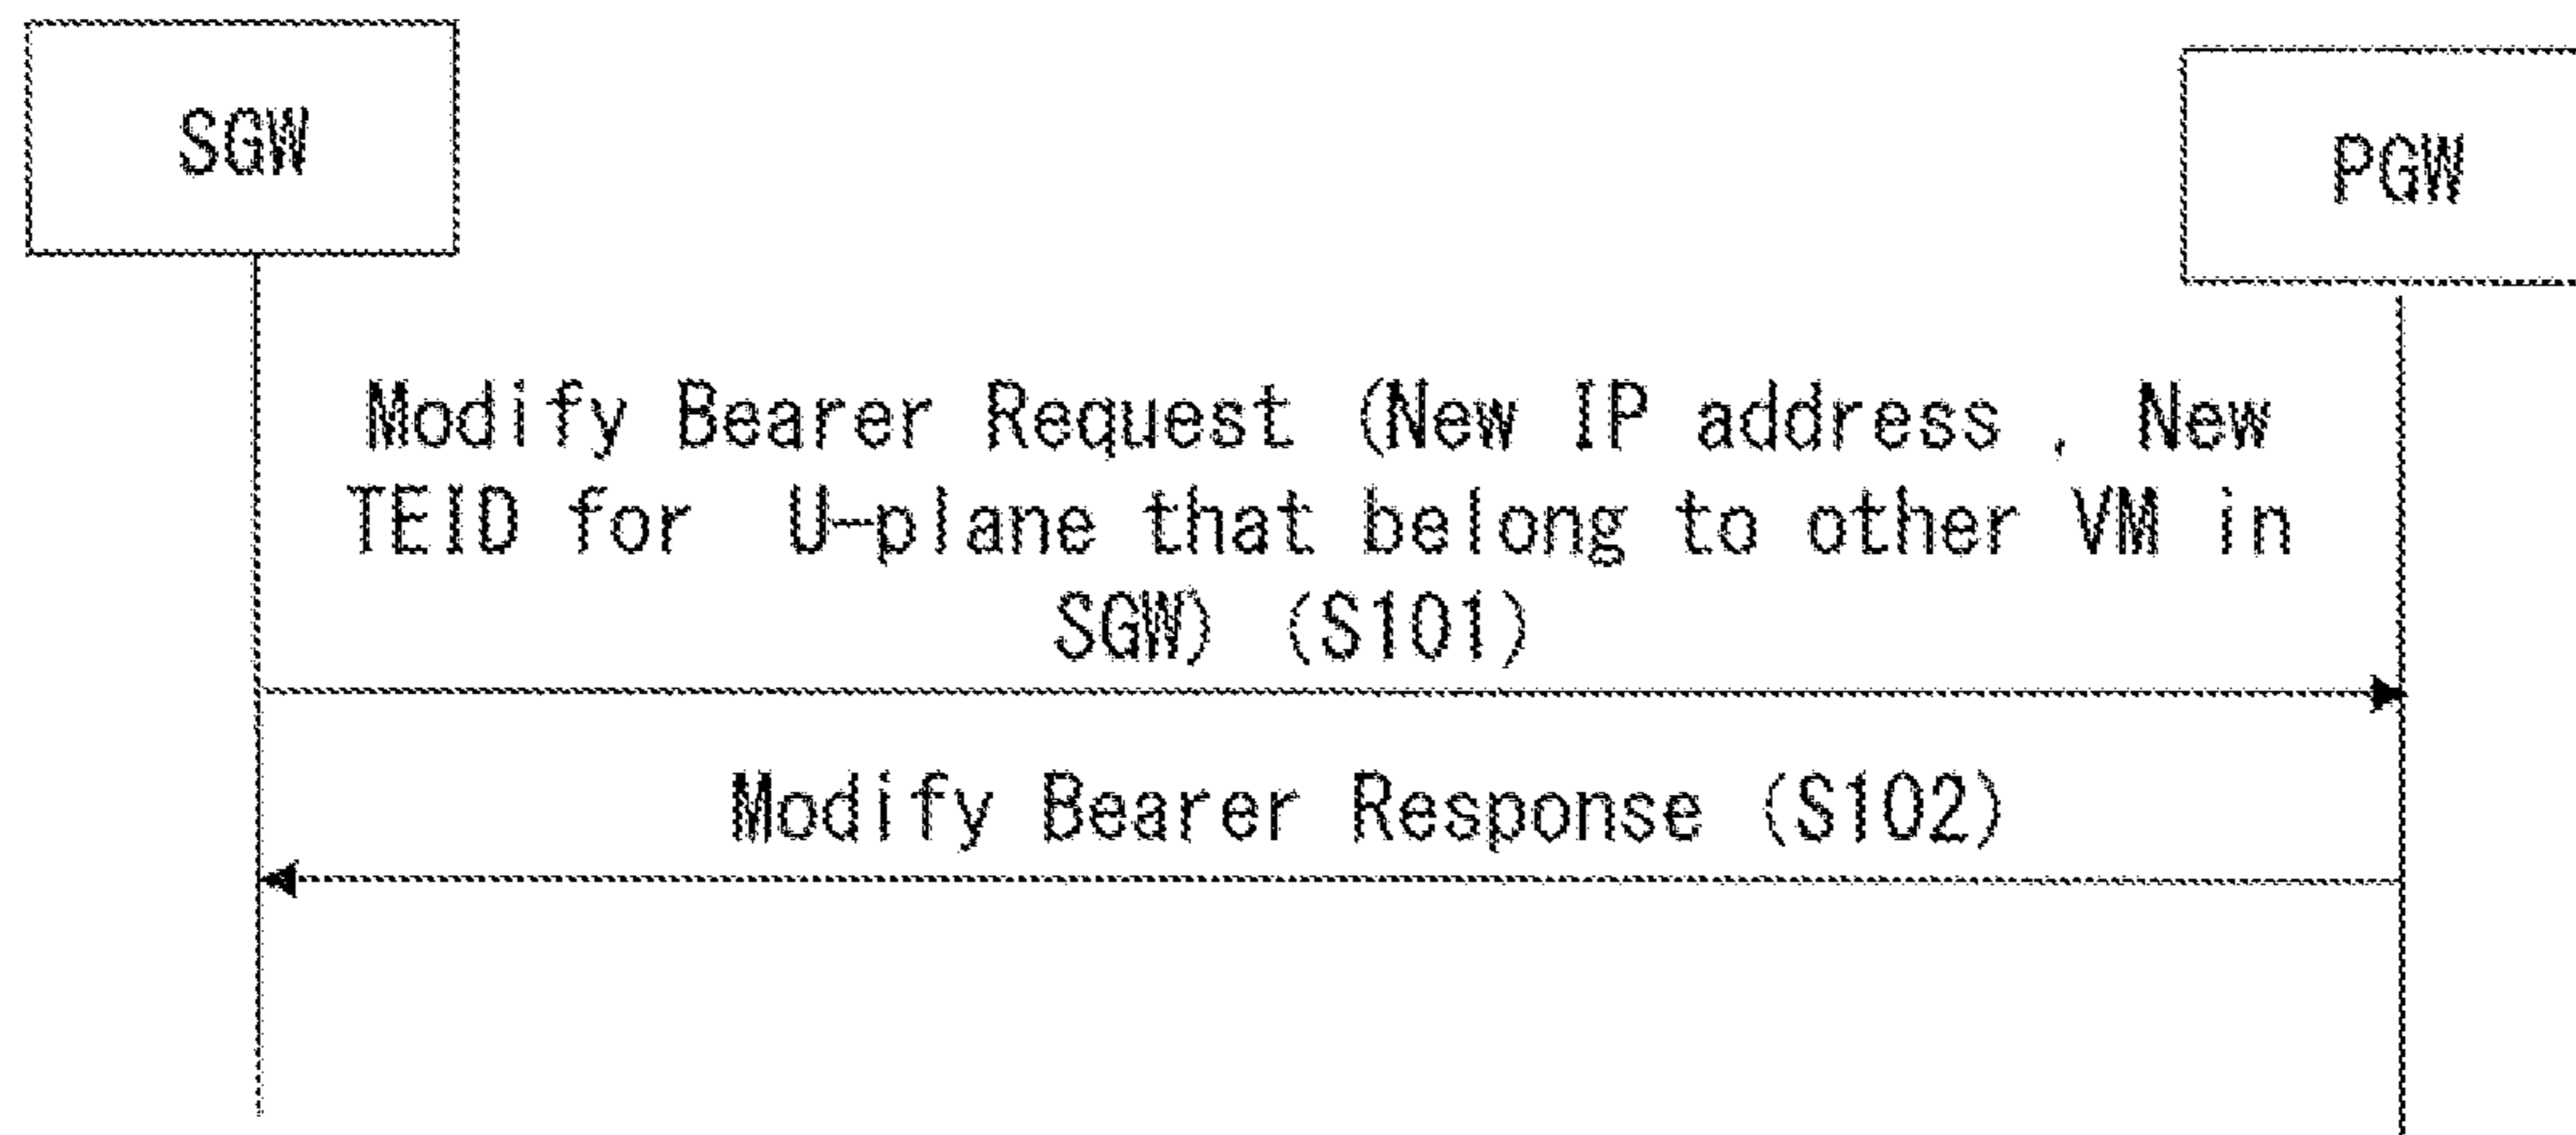 SGW
PGW
Modify Bearer Request (New IP address , New
TEID for U-plane that belong to other VM in
SGW) (S101)
Modify Bearer Response (S102)